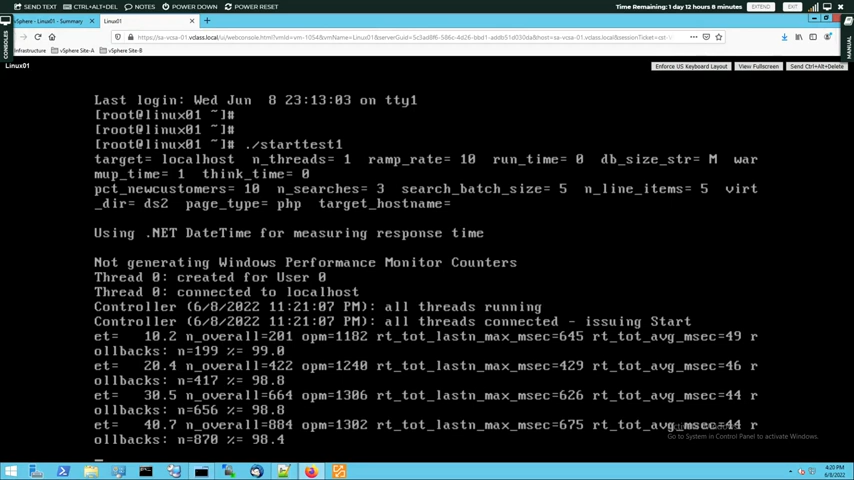 SEND TEXT CTRL+ALT+DEL NOTES POWER DOWN POWER RESET Time Remaining: 1 day 12 hours 8 minutes EXTEND EXIT
vSphere - Linux01 - Summary Linux01
Infrastructure vSphere Site-A vSphere Site-B
Linux01 Enforce US Keyboard Layout View Fullscreen Send Ctrl+Alt+Delete
CONSOLES
MANUAL
Last login: Wed Jun 8 23:13:03 on tty1
[root@linux01 ~]#
[root@linux01 ~]#
[root@linux01 ~]# ./starttest1
target= localhost n_threads= 1 ramp_rate= 10 run_time= 0 db_size_str= M war
mup_time= 1 think_time= 0
pct_newcustomers= 10 n_searches= 3 search_batch_size= 5 n_line_items= 5 virt
_dir= ds2 page_type= php target_hostname=
Using .NET DateTime for measuring response time
Not generating Windows Performance Monitor Counters
Thread 0: created for User 0
Thread 0: connected to localhost
Controller (6/8/2022 11:21:07 PM): all threads running
Controller (6/8/2022 11:21:07 PM): all threads connected - issuing Start
et= 10.2 n_overall=201 opm=1182 rt_tot_lastn_max_msec=645 rt_tot_avg_msec=49 r
ollbacks: n=199 %= 99.0
et= 20.4 n_overall=422 opm=1240 rt_tot_lastn_max_msec=429 rt_tot_avg_msec=46 r
ollbacks: n=417 %= 98.8
et= 30.5 n_overall=664 opm=1306 rt_tot_lastn_max_msec=626 rt_tot_avg_msec=44 r
ollbacks: n=656 %= 98.8
et= 40.7 n_overall=884 opm=1302 rt_tot_lastn_max_msec=675 rt_tot_avg_msec=44 r
ollbacks: n=870 %= 98.4
Go to System in Control Panel to activate Windows.
4:20 PM
6/8/2022